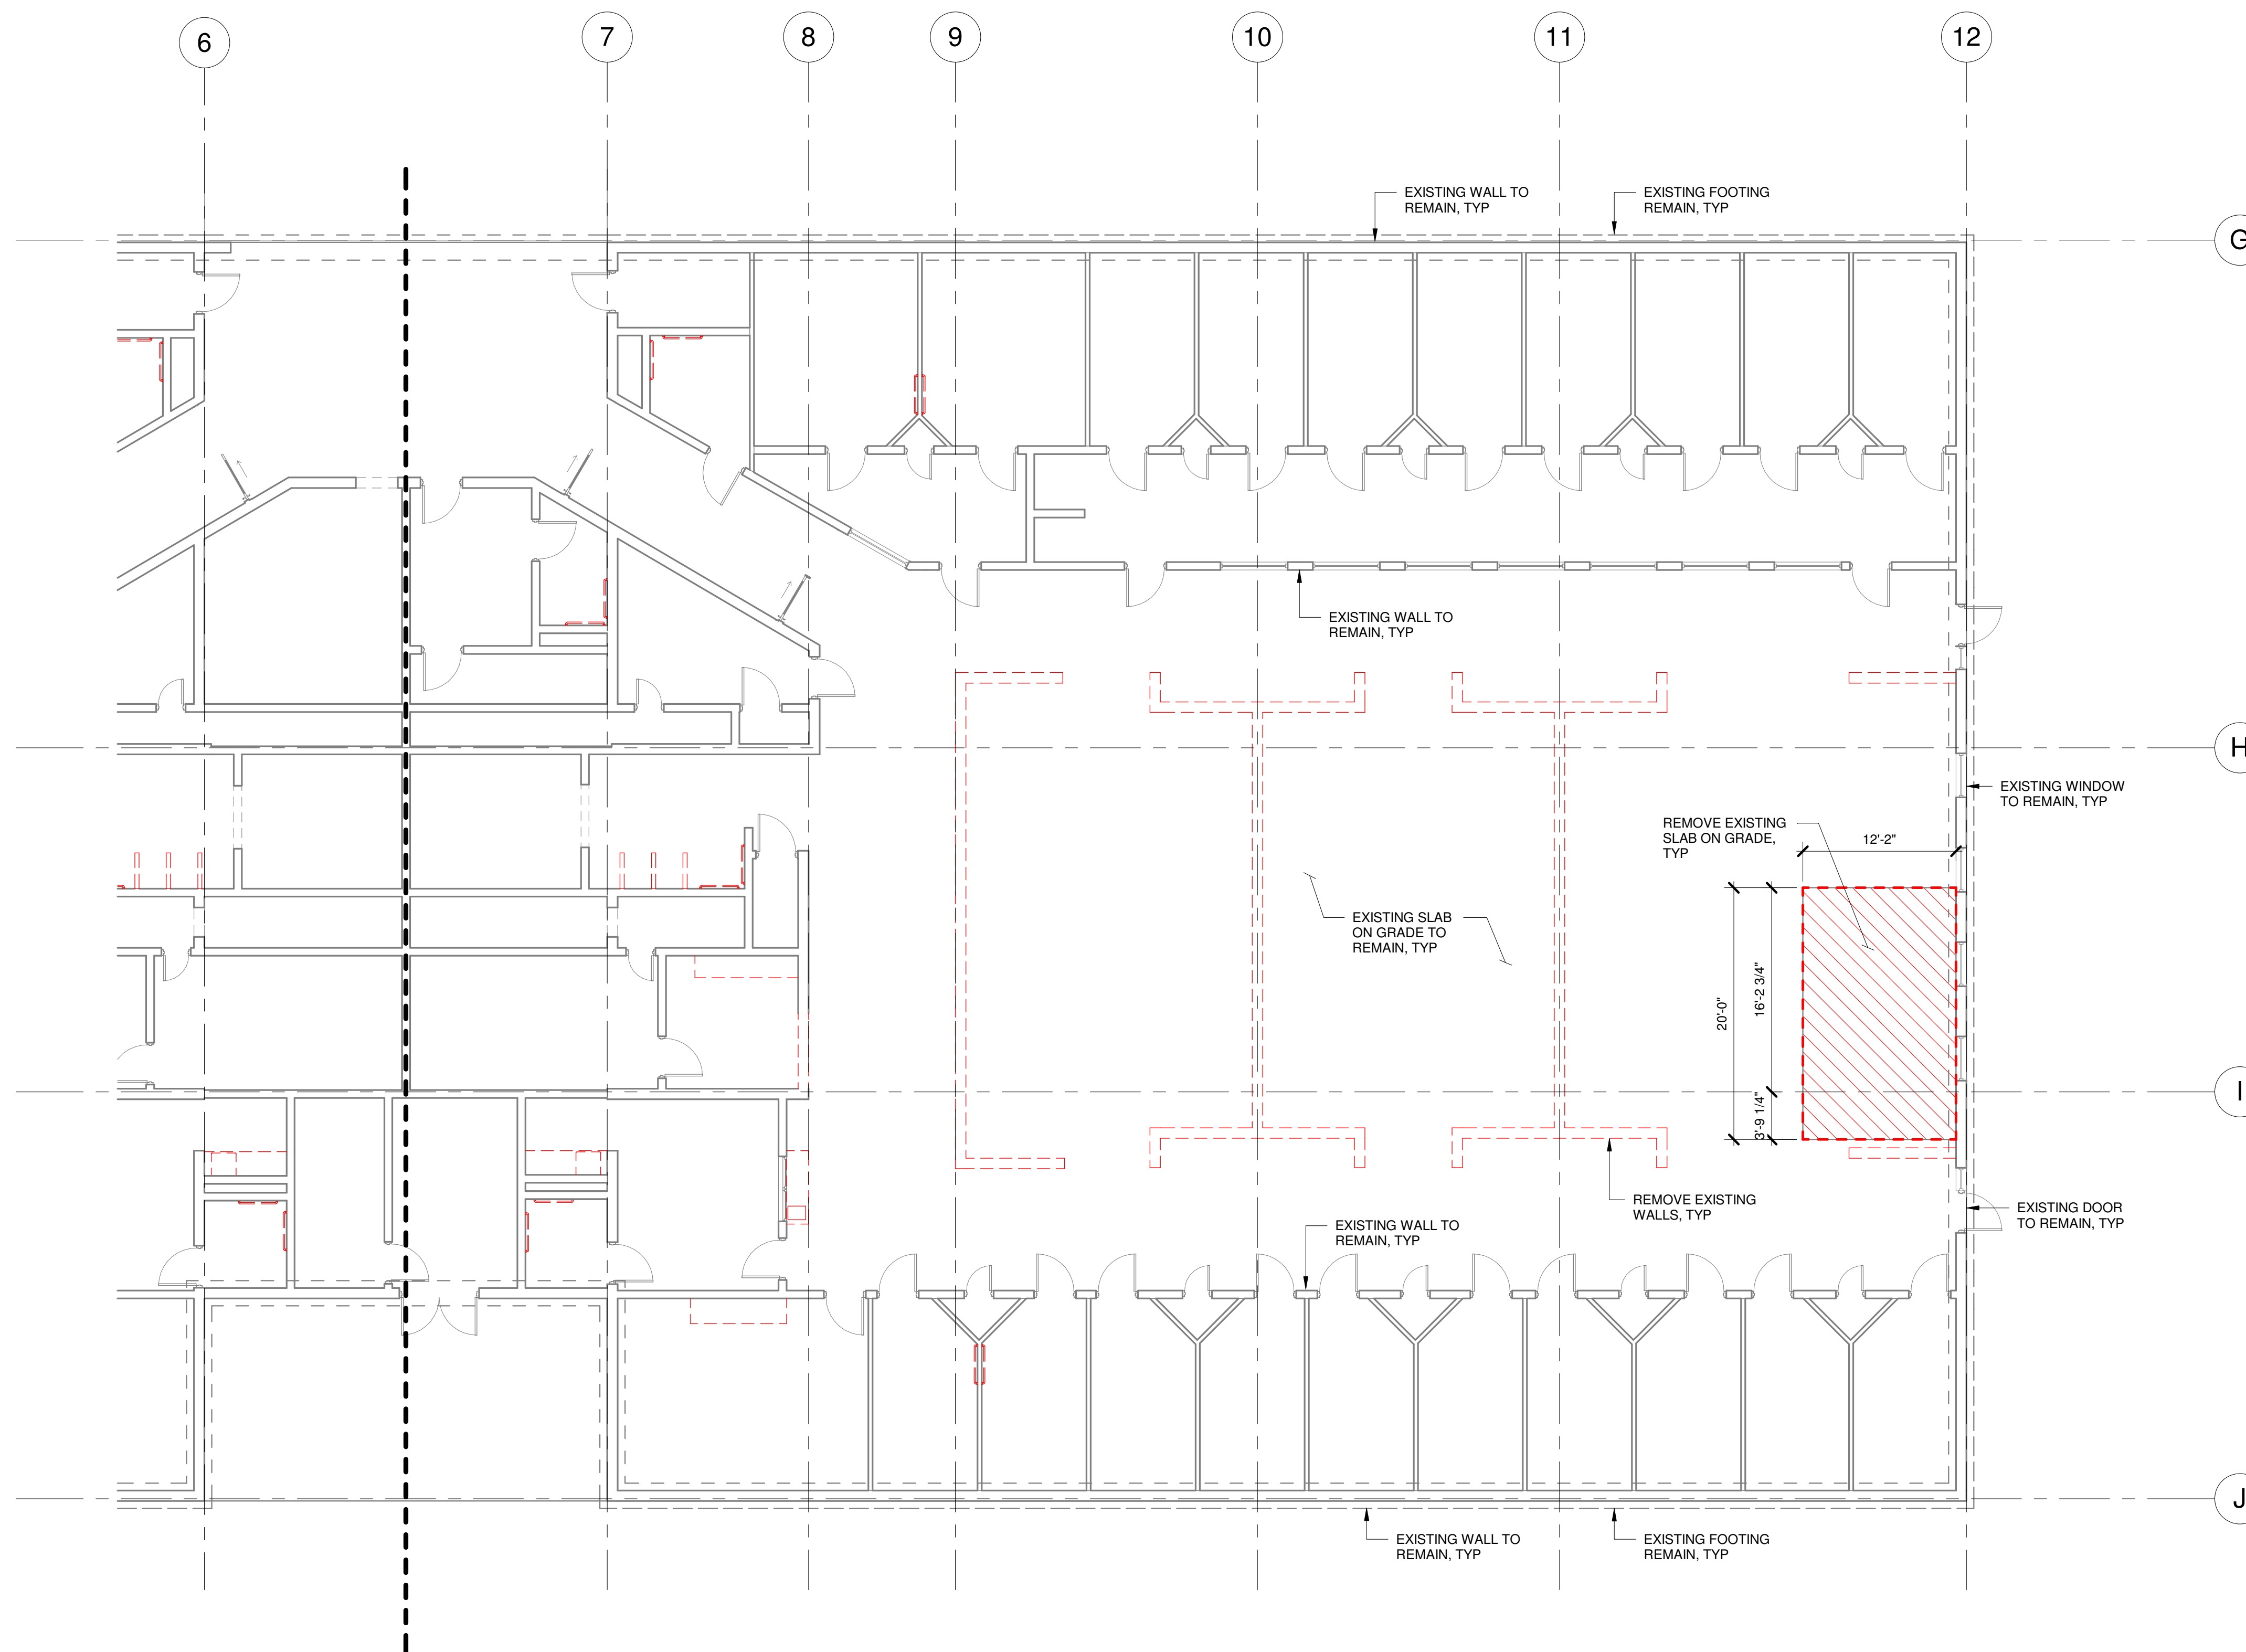 6
7
8
9
10
11
12
EXISTING WALL TO
REMAIN, TYP
EXISTING FOOTING
REMAIN, TYP
G
EXISTING WALL TO
REMAIN, TYP
H
EXISTING WINDOW
TO REMAIN, TYP
REMOVE EXISTING
SLAB ON GRADE,
TYP
12'-2"
EXISTING SLAB
ON GRADE TO
REMAIN, TYP
20'-0"
16'-2 3/4"
3'-9 1/4"
I
REMOVE EXISTING
WALLS, TYP
EXISTING DOOR
TO REMAIN, TYP
EXISTING WALL TO
REMAIN, TYP
J
EXISTING WALL TO
REMAIN, TYP
EXISTING FOOTING
REMAIN, TYP